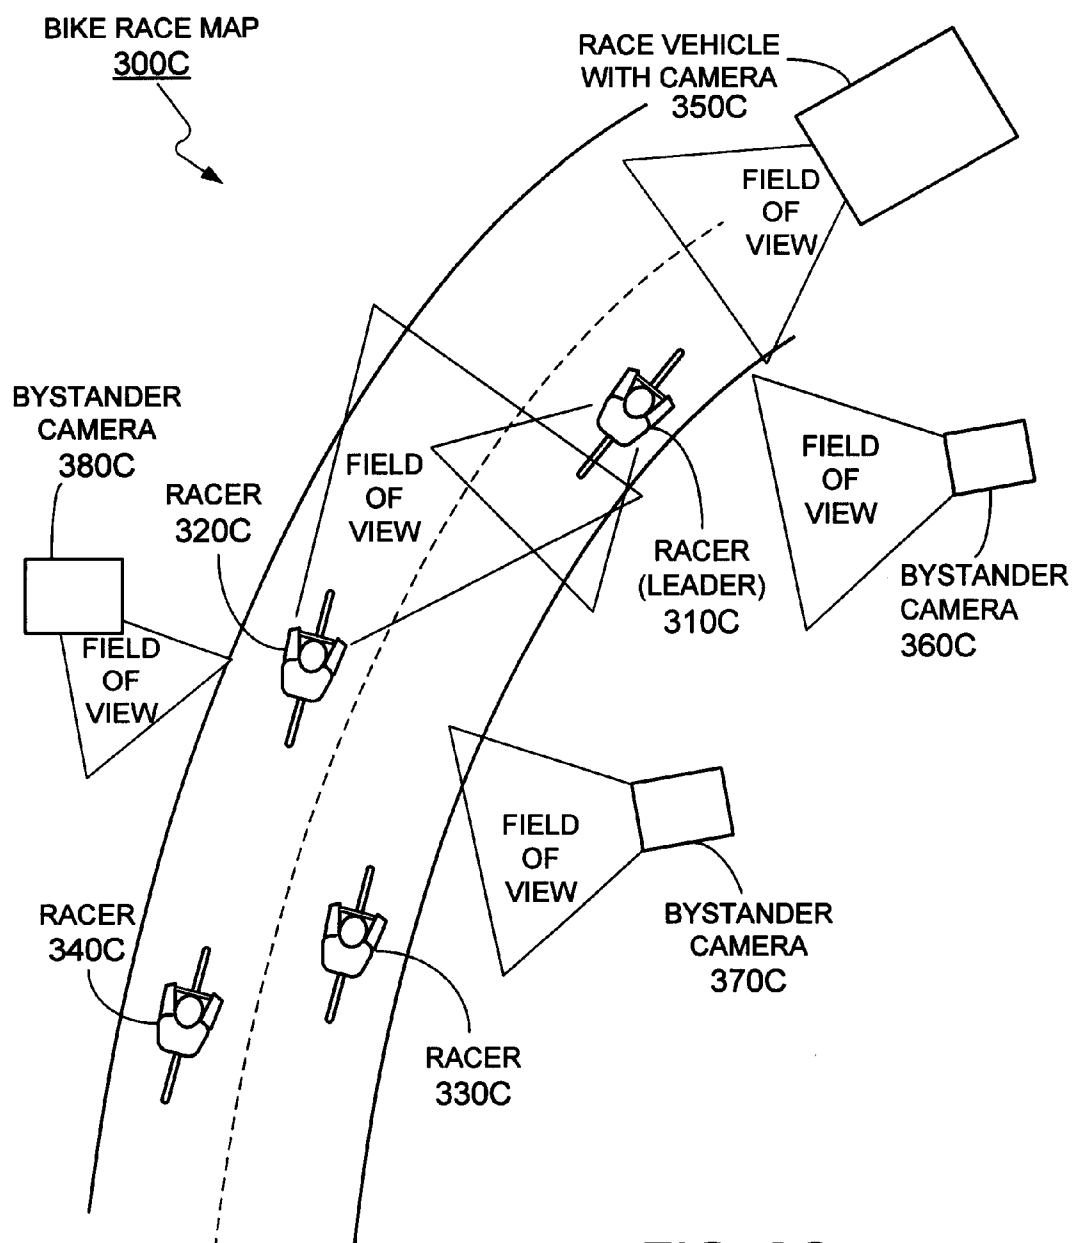 BIKE RACE MAP
300C
RACE VEHICLE
WITH CAMERA
350C
FIELD
OF
VIEW
BYSTANDER
CAMERA
380C
RACER
320C
FIELD
OF
VIEW
FIELD
OF
VIEW
RACER
(LEADER)
310C
BYSTANDER
CAMERA
360C
FIELD
OF
VIEW
FIELD
OF
VIEW
BYSTANDER
CAMERA
370C
RACER
340C
RACER
330C